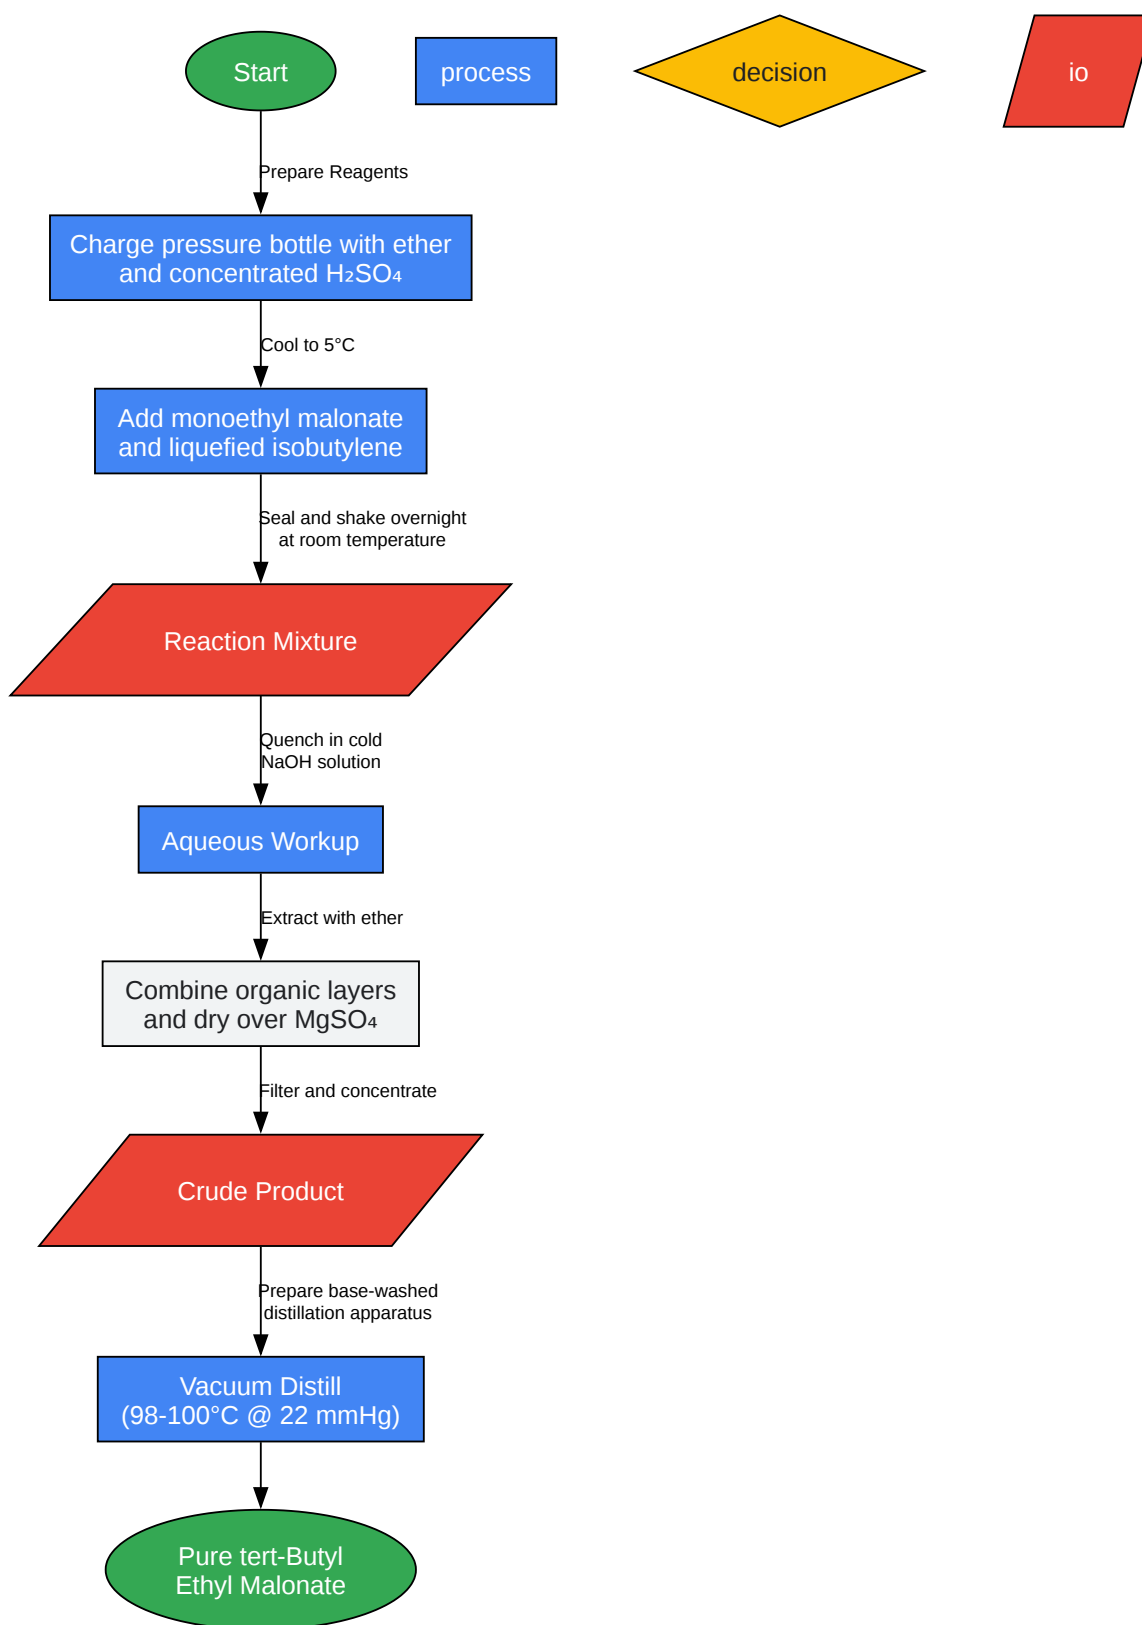 Start
process
decision
io
Prepare Reagents
Charge pressure bottle with ether
and concentrated H₂SO₄
Cool to 5°C
Add monoethyl malonate
and liquefied isobutylene
Seal and shake overnight
at room temperature
Reaction Mixture
Quench in cold
NaOH solution
Aqueous Workup
Extract with ether
Combine organic layers
and dry over MgSO₄
Filter and concentrate
Crude Product
Prepare base-washed
distillation apparatus
Vacuum Distill
(98-100°C @ 22 mmHg)
Pure tert-Butyl
Ethyl Malonate